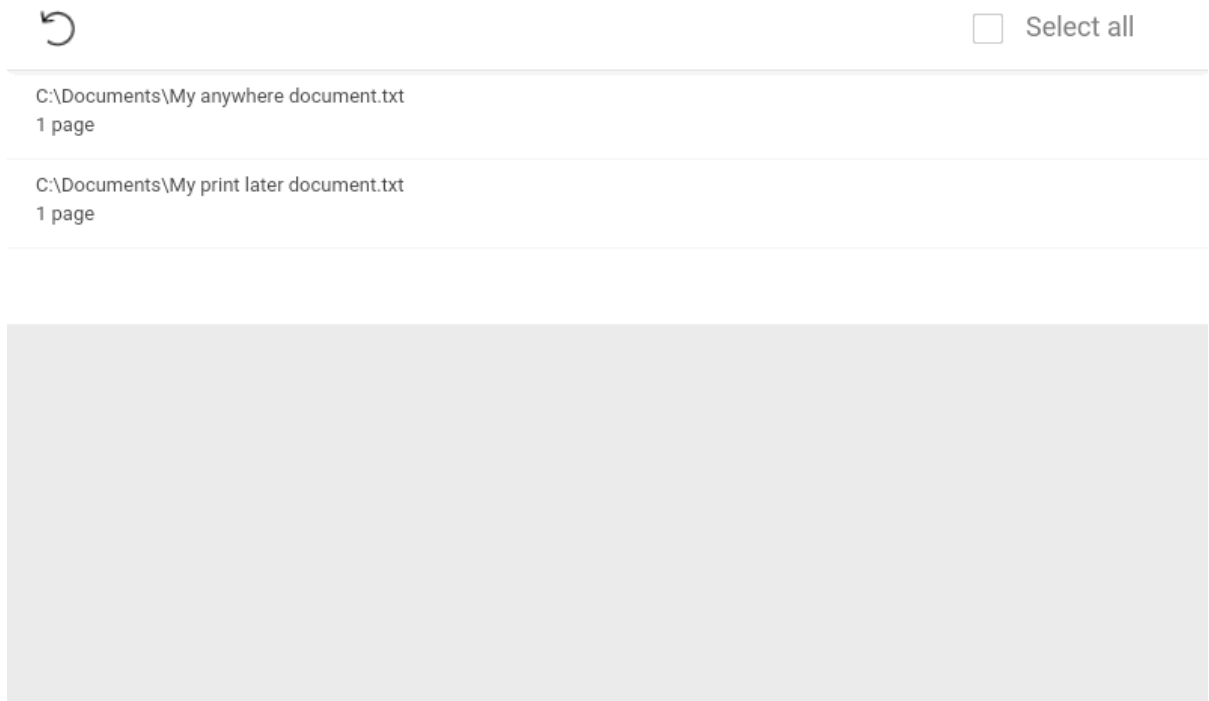 Select all
C:\Documents\My anywhere document.txt
1 page
C:\Documents\My print later document.txt
1 page